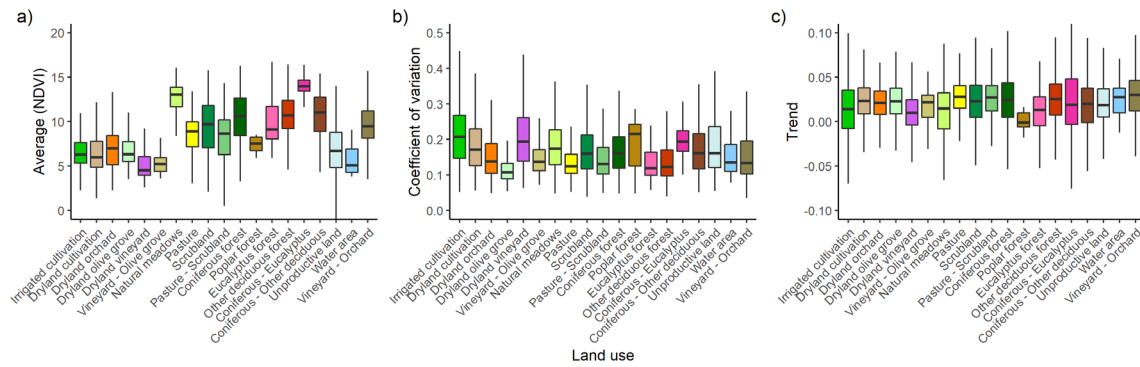 a)
Average (NDVI)
20
15
10
5
0
Irrigated cultivation
Dryland cultivation
Dryland orchard
Dryland olive grove
Dryland vineyard
Vineyard - Olive grove
Natural meadows
Pasture
Scrubland
Pasture - Scrubland
Coniferous forest
Poplar forest
Eucalyptus forest
Other deciduous forest
Coniferous - Eucalyptus
Coniferous - Other deciduous
Unproductive land
Water area
Vineyard - Orchard
b)
Coefficient of variation
0.5
0.4
0.3
0.2
0.1
0.0
Irrigated cultivation
Dryland cultivation
Dryland orchard
Dryland olive grove
Dryland vineyard
Vineyard - Olive grove
Natural meadows
Pasture
Scrubland
Pasture - Scrubland
Coniferous forest
Poplar forest
Eucalyptus forest
Other deciduous forest
Coniferous - Eucalyptus
Coniferous - Other deciduous
Unproductive land
Water area
Vineyard - Orchard
Land use
c)
Trend
0.10
0.05
0.00
-0.05
-0.10
Irrigated cultivation
Dryland cultivation
Dryland orchard
Dryland olive grove
Dryland vineyard
Vineyard - Olive grove
Natural meadows
Pasture
Scrubland
Pasture - Scrubland
Coniferous forest
Poplar forest
Eucalyptus forest
Other deciduous forest
Coniferous - Eucalyptus
Coniferous - Other deciduous
Unproductive land
Water area
Vineyard - Orchard